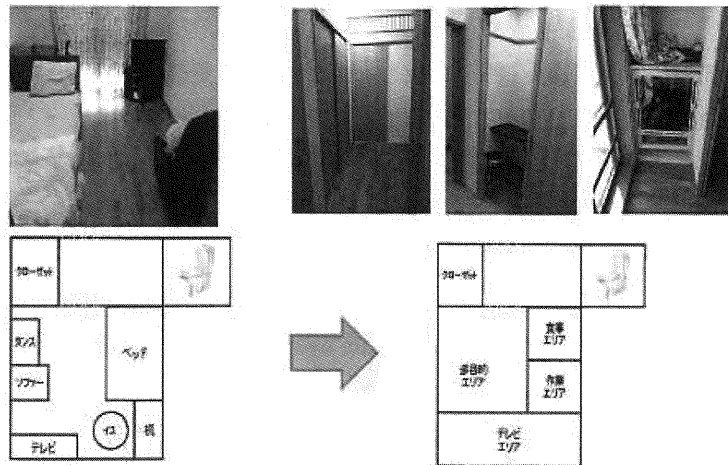 クローゼット
タンス
ソファー
ベッド
イス
机
テレビ
クローゼット
食事
エリア
多目的
エリア
作業
エリア
テレビ
エリア